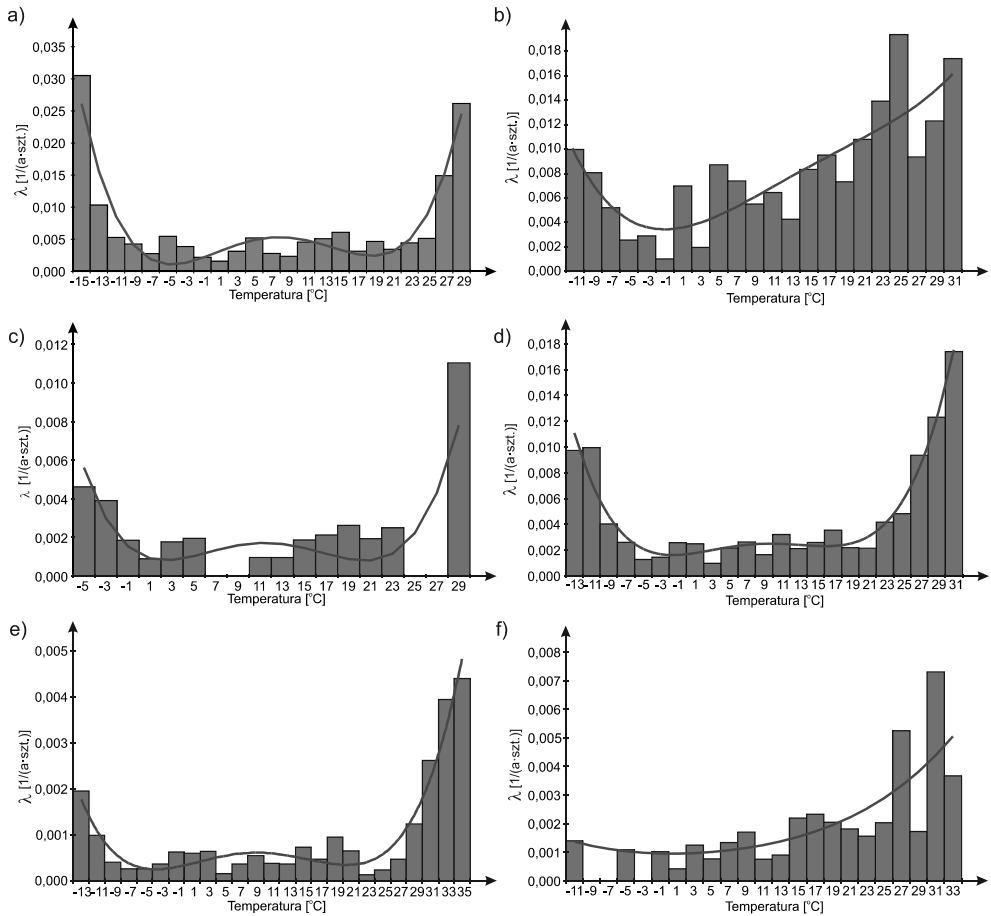 a)
0,035
0,030
0,025
0,020
0,015
0,010
0,005
0,000
λ [1/(a·szt.)]
-15 -13 -11 -9 -7 -5 -3 -1 1 3 5 7 9 11 13 15 17 19 21 23 25 27 29
Temperatura [°C]
b)
0,018
0,016
0,014
0,012
0,010
0,008
0,006
0,004
0,002
0,000
λ [1/(a·szt.)]
-11 -9 -7 -5 -3 -1 1 3 5 7 9 11 13 15 17 19 21 23 25 27 29 31
Temperatura [°C]
c)
0,012
0,010
0,008
0,006
0,004
0,002
0,000
λ [1/(a·szt.)]
-5 -3 -1 1 3 5 7 9 11 13 15 17 19 21 23 25 27 29
Temperatura [°C]
d)
0,018
0,016
0,014
0,012
0,010
0,008
0,006
0,004
0,002
0,000
λ [1/(a·szt.)]
-13 -11 -9 -7 -5 -3 -1 1 3 5 7 9 11 13 15 17 19 21 23 25 27 29 31
Temperatura [°C]
e)
0,005
0,004
0,003
0,002
0,001
0,000
λ [1/(a·szt.)]
-13 -11 -9 -7 -5 -3 -1 1 3 5 7 9 11 13 15 17 19 21 23 25 27 29 31 33 35
Temperatura [°C]
f)
0,008
0,007
0,006
0,005
0,004
0,003
0,002
0,001
0,000
λ [1/(a·szt.)]
-11 -9 -7 -5 -3 -1 1 3 5 7 9 11 13 15 17 19 21 23 25 27 29 31 33
Temperatura [°C]